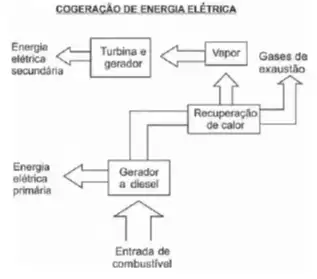 COGERAÇÃO DE ENERGIA ELÉTRICA
Energia
elétrica
secundária
Turbina e
gerador
Vapor
Gases de
exaustão
Recuperação
de calor
Energia
elétrica
primária
Gerador
a diesel
Entrada de
combustível